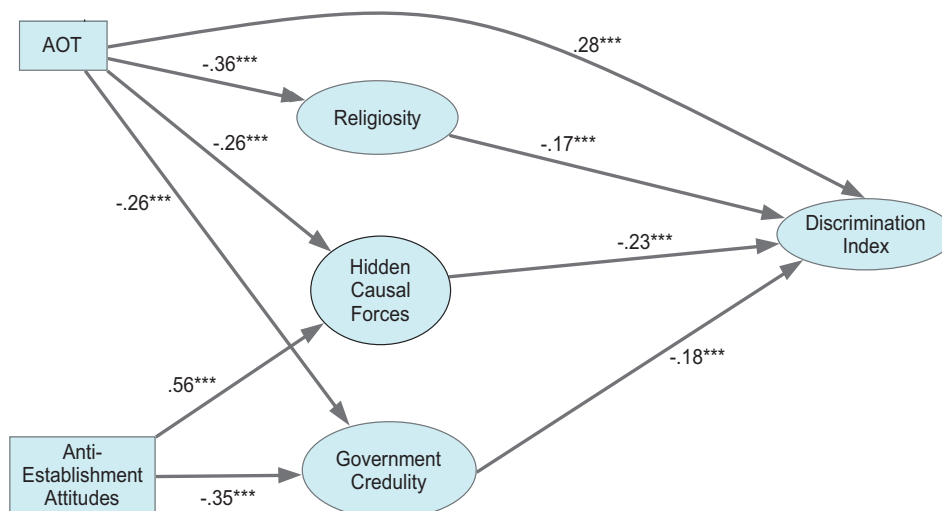 AOT
.28***
-.36***
Religiosity
-.26***
-.17***
-.26***
Discrimination
Index
-.23***
Hidden
Causal
Forces
-.18***
.56***
Anti-
Establishment
Attitudes
Government
Credulity
-.35***